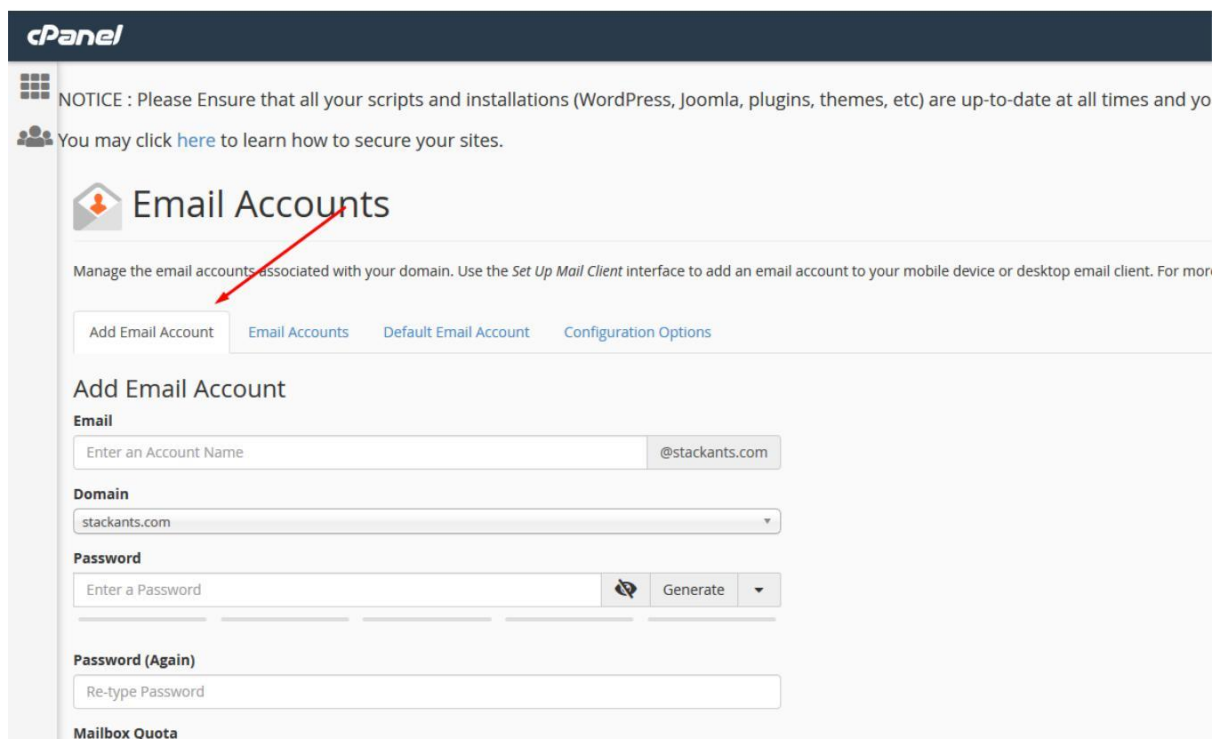 cPanel
NOTICE : Please Ensure that all your scripts and installations (WordPress, Joomla, plugins, themes, etc) are up-to-date at all times and yo
You may click here to learn how to secure your sites.
Email Accounts
Manage the email accounts associated with your domain. Use the Set Up Mail Client interface to add an email account to your mobile device or desktop email client. For more
Add Email Account Email Accounts Default Email Account Configuration Options
Add Email Account
Email
Enter an Account Name @stackants.com
Domain
stackants.com
Password
Enter a Password Generate
Password (Again)
Re-type Password
Mailbox Quota